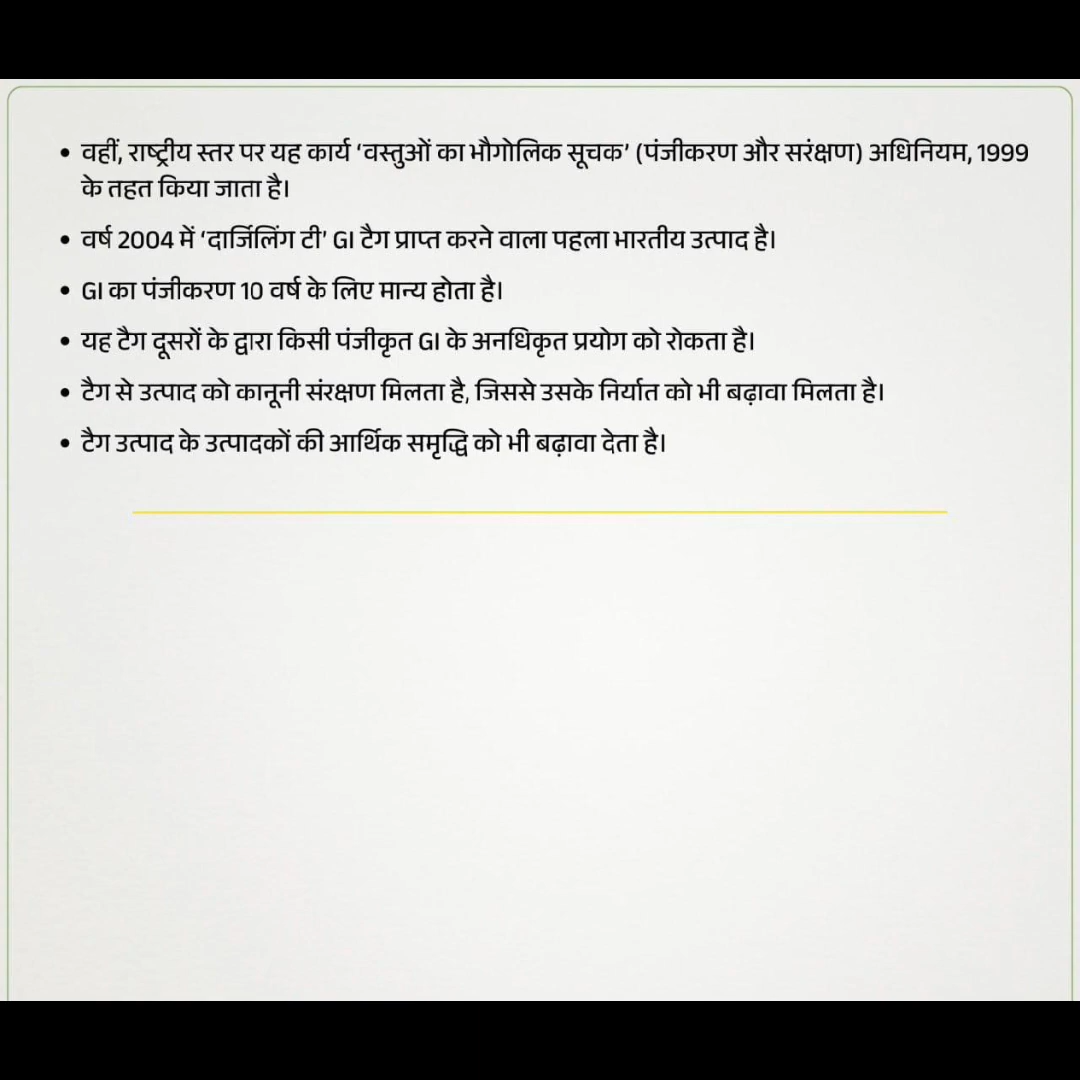 • वहीं, राष्ट्रीय स्तर पर यह कार्य ‘वस्तुओं का भौगोलिक सूचक’ (पंजीकरण और सरंक्षण) अधिनियम, 1999
के तहत किया जाता है।
• वर्ष 2004 में ‘दार्जिलिंग टी’ GI टैग प्राप्त करने वाला पहला भारतीय उत्पाद है।
• GI का पंजीकरण 10 वर्ष के लिए मान्य होता है।
• यह टैग दूसरों के द्वारा किसी पंजीकृत GI के अनधिकृत प्रयोग को रोकता है।
• टैग से उत्पाद को कानूनी संरक्षण मिलता है, जिससे उसके निर्यात को भी बढ़ावा मिलता है।
• टैग उत्पाद के उत्पादकों की आर्थिक समृद्धि को भी बढ़ावा देता है।